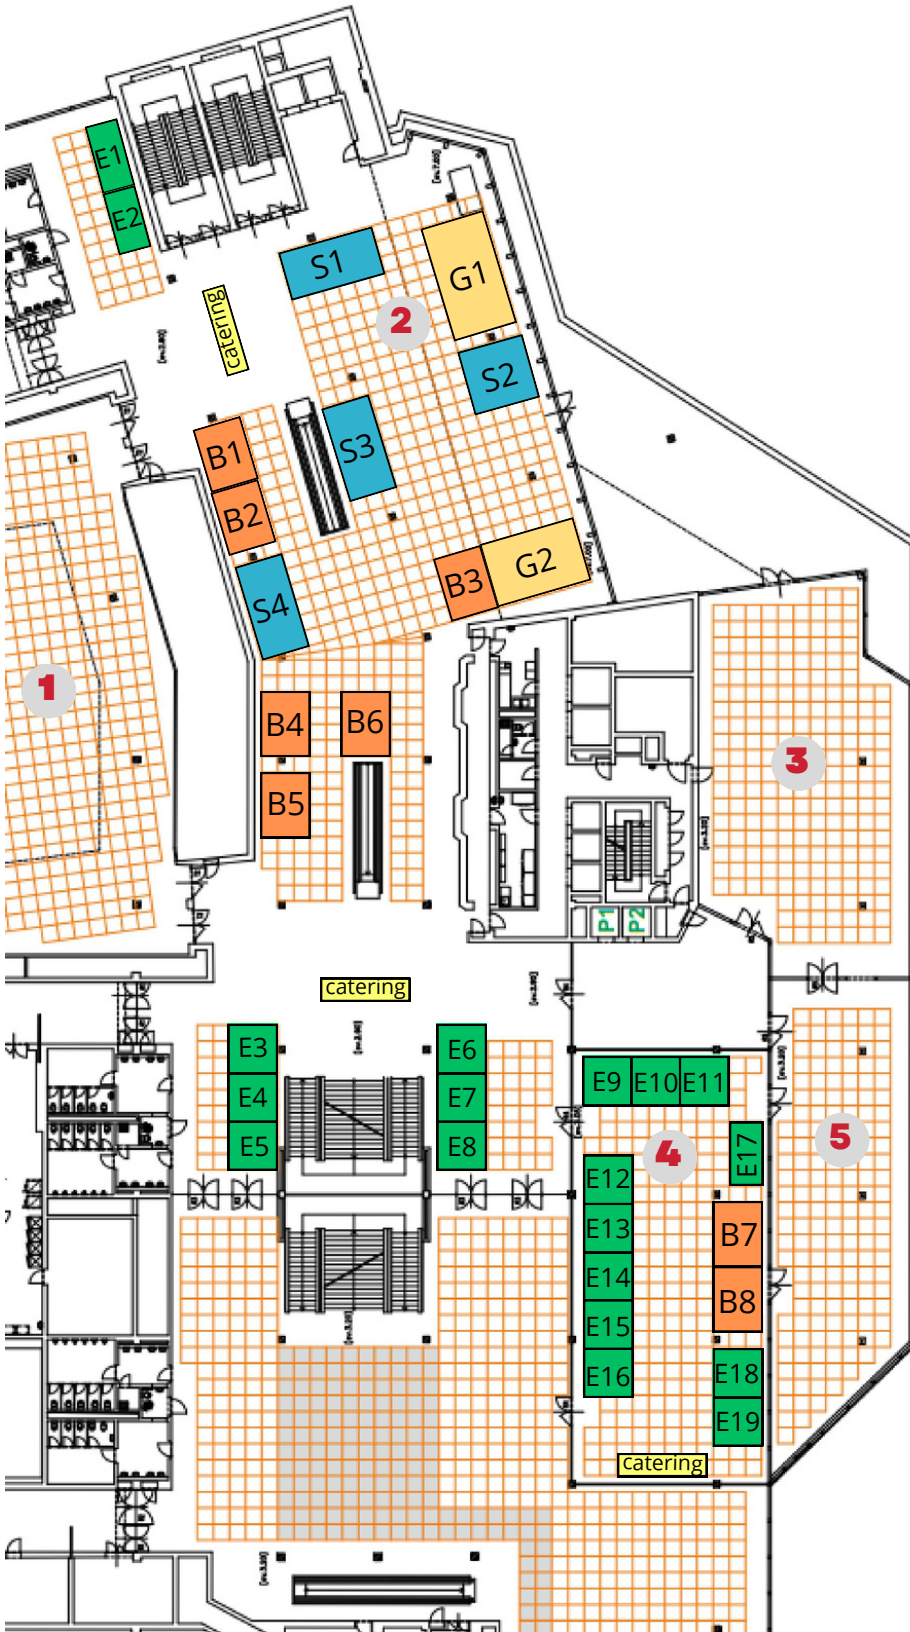 E1
E2
S1
G1
catering
2
S2
B1
S3
B2
B3
G2
S4
1
B4
B6
3
B5
P1
P2
catering
E3
E6
E4
E7
E9
E10
E11
E5
E8
E17
4
5
E12
E13
B7
E14
B8
E15
E16
E18
E19
catering